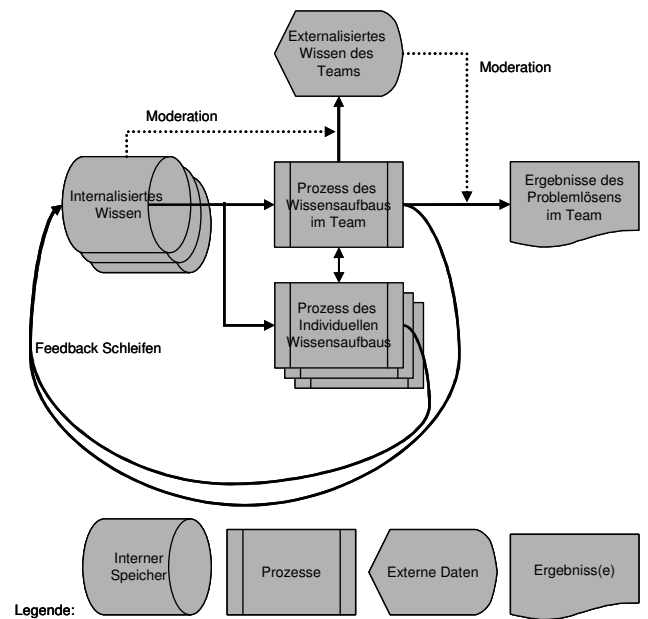 Externalisiertes
Wissen des
Teams
Moderation
Moderation
Internalisiertes
Wissen
Prozess des
Wissensaufbaus
im Team
Ergebnisse des
Problemlösens
im Team
Prozess des
Individuellen
Wissensaufbaus
Feedback Schleifen
Interner
Speicher
Prozesse
Externe Daten
Ergebniss(e)
Legende: